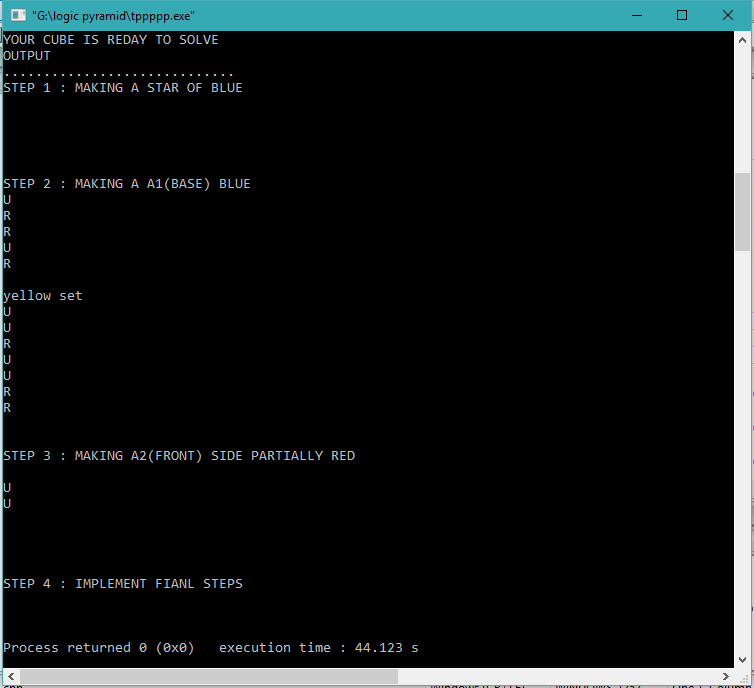 "G:\logic pyramid\tppppp.exe"
YOUR CUBE IS REDAY TO SOLVE
OUTPUT
.............................
STEP 1 : MAKING A STAR OF BLUE
STEP 2 : MAKING A A1(BASE) BLUE
U
R
R
U
R
yellow set
U
U
R
U
U
R
R
STEP 3 : MAKING A2(FRONT) SIDE PARTIALLY RED
U
U
STEP 4 : IMPLEMENT FIANL STEPS
Process returned 0 (0x0)   execution time : 44.123 s